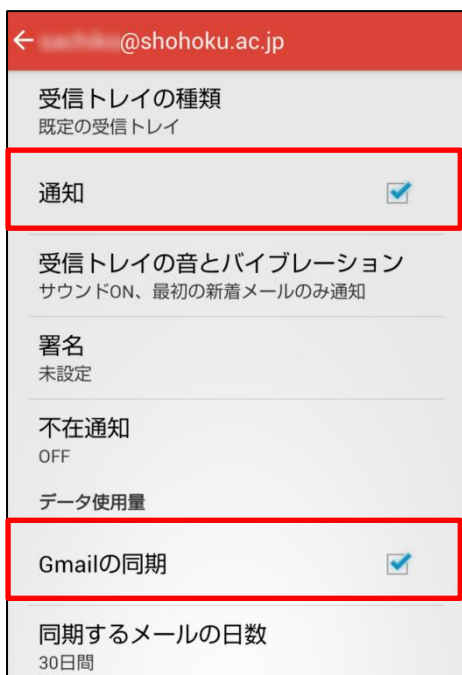 @shohoku.ac.jp
受信トレイの種類
既定の受信トレイ
通知
受信トレイの音とバイブレーション
サウンドON、最初の新着メールのみ通知
署名
未設定
不在通知
OFF
データ使用量
Gmailの同期
同期するメールの日数
30日間